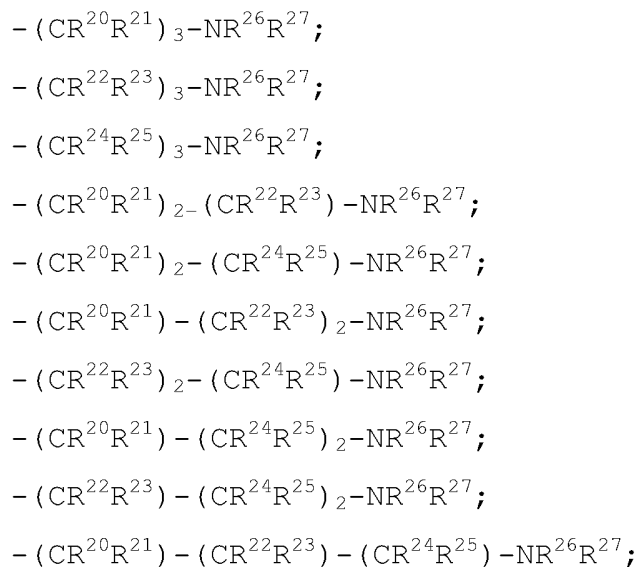 -(CR²⁰R²¹)₃-NR²⁶R²⁷;
-(CR²²R²³)₃-NR²⁶R²⁷;
-(CR²⁴R²⁵)₃-NR²⁶R²⁷;
-(CR²⁰R²¹)₂₋(CR²²R²³)-NR²⁶R²⁷;
-(CR²⁰R²¹)₂-(CR²⁴R²⁵)-NR²⁶R²⁷;
-(CR²⁰R²¹)-(CR²²R²³)₂-NR²⁶R²⁷;
-(CR²²R²³)₂-(CR²⁴R²⁵)-NR²⁶R²⁷;
-(CR²⁰R²¹)-(CR²⁴R²⁵)₂-NR²⁶R²⁷;
-(CR²²R²³)-(CR²⁴R²⁵)₂-NR²⁶R²⁷;
-(CR²⁰R²¹)-(CR²²R²³)-(CR²⁴R²⁵)-NR²⁶R²⁷;